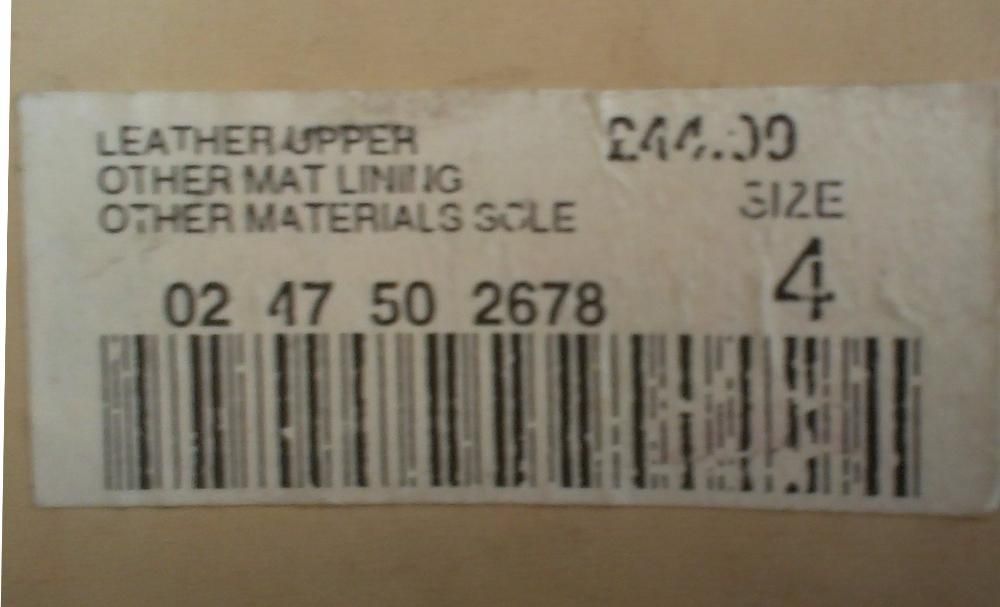 LEATHER UPPER
OTHER MAT LINING
OTHER MATERIALS SOLE
£44.00
SIZE
4
02 47 50 2678